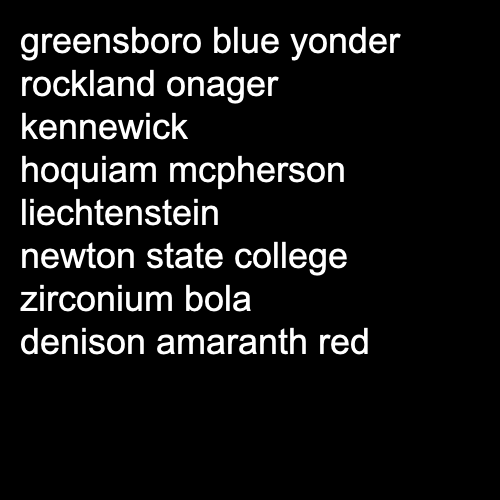 greensboro blue yonder
rockland onager
kennewick
hoquiam mcpherson
liechtenstein
newton state college
zirconium bola
denison amaranth red